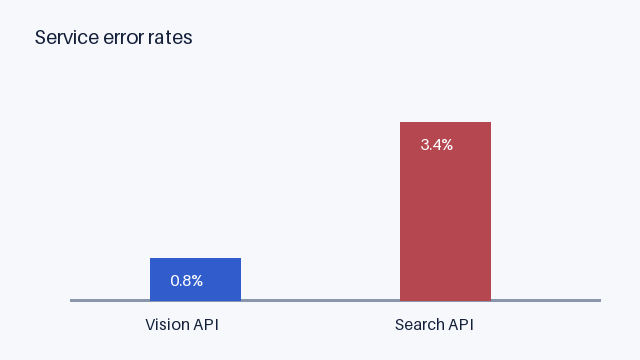 Service error rates
3.4%
0.8%
Vision API
Search API